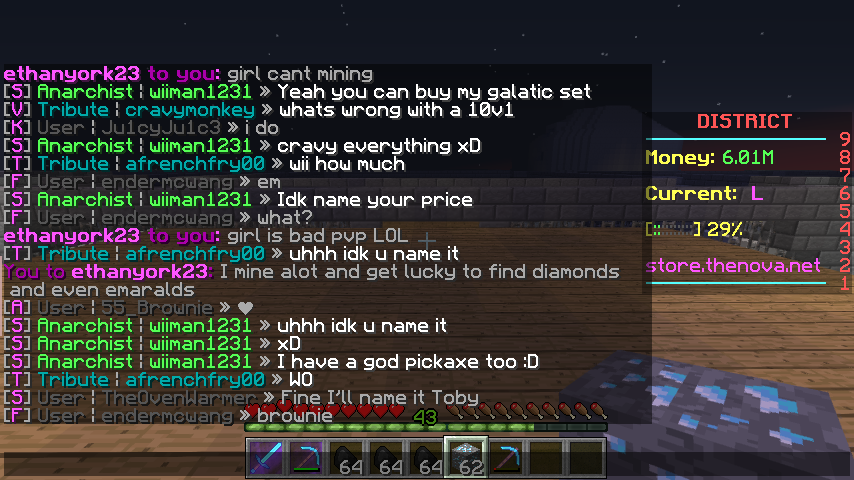 ethanyork23 to you: girl cant mining
[S] Anarchist ¦ wiiman1231 » Yeah you can buy my galatic set
[V] Tribute ¦ cravymonkey » whats wrong with a 10v1
[K] User ¦ Ju1cyJu1c3 » i do
[S] Anarchist ¦ wiiman1231 » cravy everything xD
[T] Tribute ¦ afrenchfry00 » wii how much
[F] User ¦ endermcwang » em
[S] Anarchist ¦ wiiman1231 » Idk name your price
[F] User ¦ endermcwang » what?
ethanyork23 to you: girl is bad pvp LOL
[T] Tribute ¦ afrenchfry00 » uhhh idk u name it
You to ethanyork23: I mine alot and get lucky to find diamonds
and even emaralds
[A] User ¦ 55_Brownie » ♥
[S] Anarchist ¦ wiiman1231 » uhhh idk u name it
[S] Anarchist ¦ wiiman1231 » xD
[S] Anarchist ¦ wiiman1231 » I have a god pickaxe too :D
[T] Tribute ¦ afrenchfry00 » WO
[S] User ¦ TheOvenWarmer » Fine I'll name it Toby
[F] User ¦ endermcwang » brownie
DISTRICT
9
Money: 6.01M 8
7
Current: L 6
5
[:: ] 29% 4
3
store.thenova.net 2
1
43
64 64 64 62